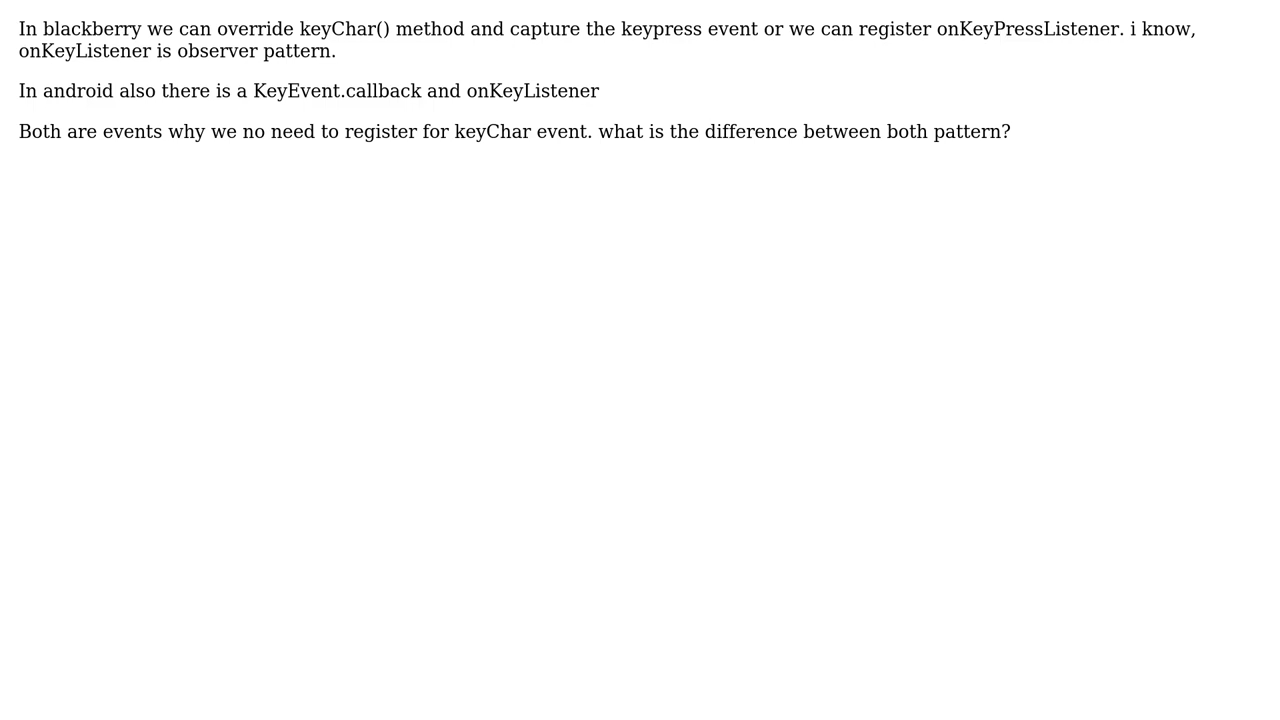 In blackberry we can override keyChar() method and capture the keypress event or we can register onKeyPressListener. i know,
onKeyListener is observer pattern.
In android also there is a KeyEvent.callback and onKeyListener
Both are events why we no need to register for keyChar event. what is the difference between both pattern?